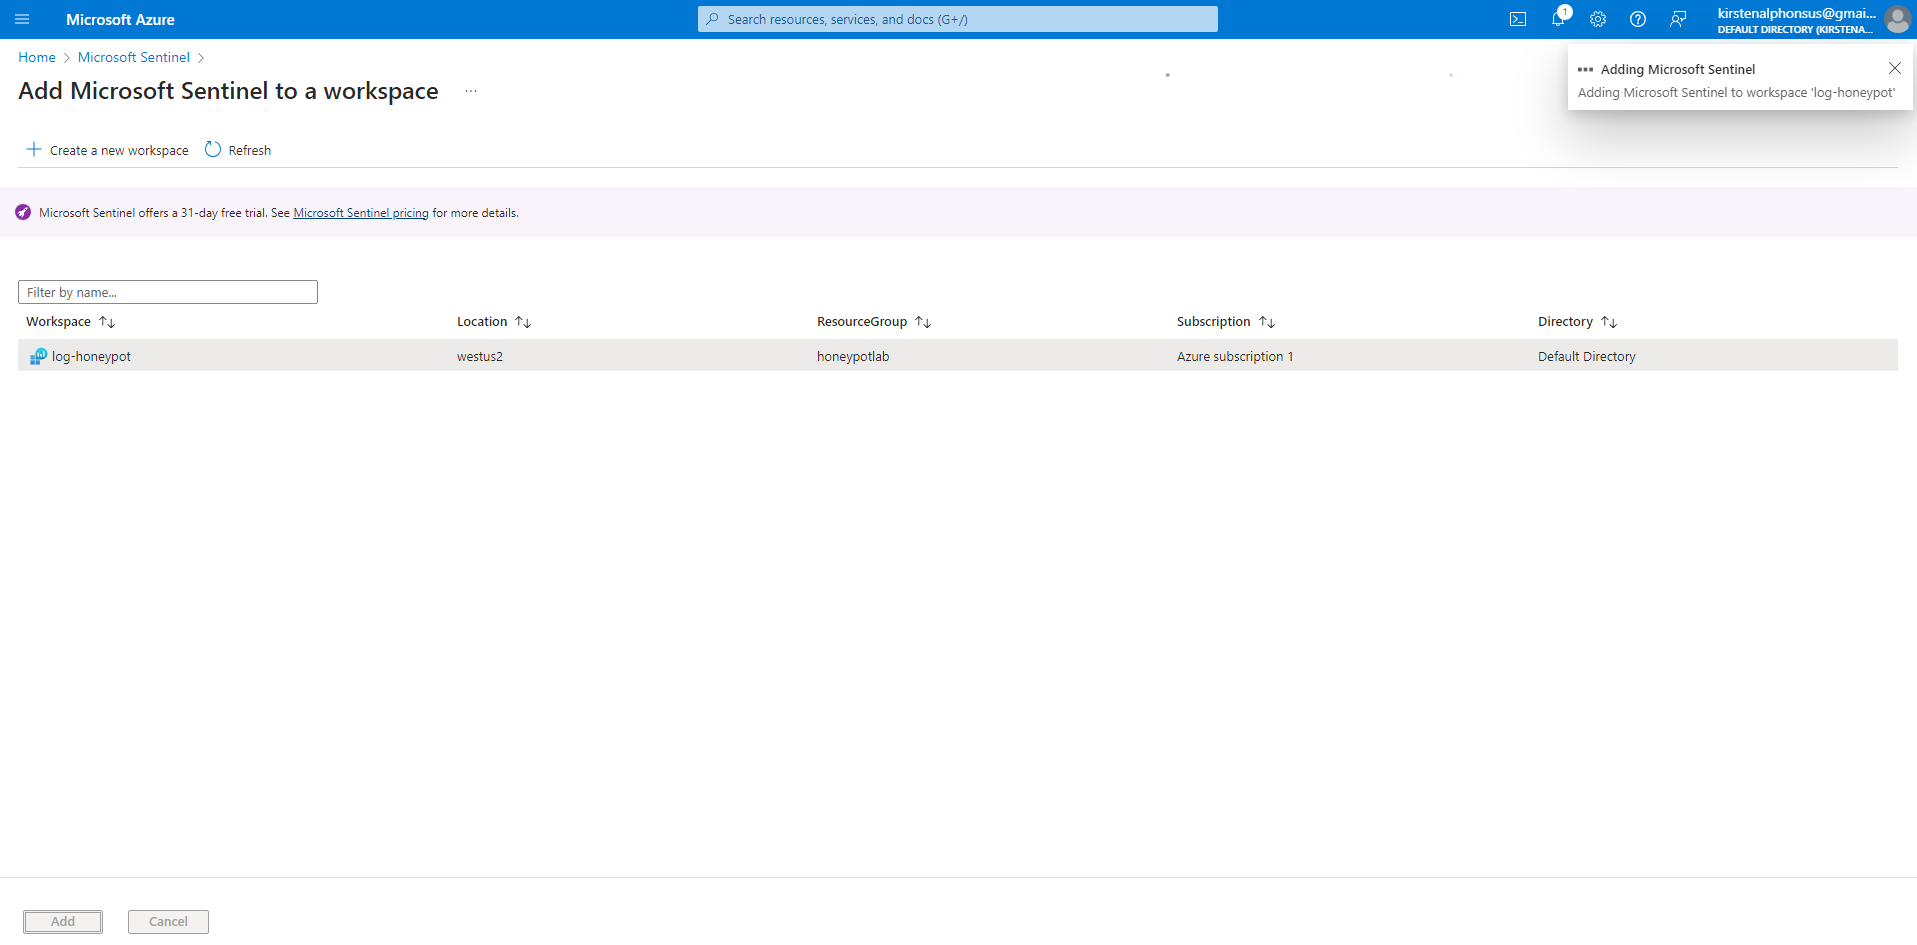 Microsoft Azure
Search resources, services, and docs (G+/)
1
kirstenalphonsus@gmai...
DEFAULT DIRECTORY (KIRSTENA...
Home > Microsoft Sentinel >
Add Microsoft Sentinel to a workspace ...
Adding Microsoft Sentinel
Adding Microsoft Sentinel to workspace 'log-honeypot'
Create a new workspace Refresh
Microsoft Sentinel offers a 31-day free trial. See Microsoft Sentinel pricing for more details.
Filter by name...
Workspace Location ResourceGroup Subscription Directory
log-honeypot westus2 honeypotlab Azure subscription 1 Default Directory
Add Cancel